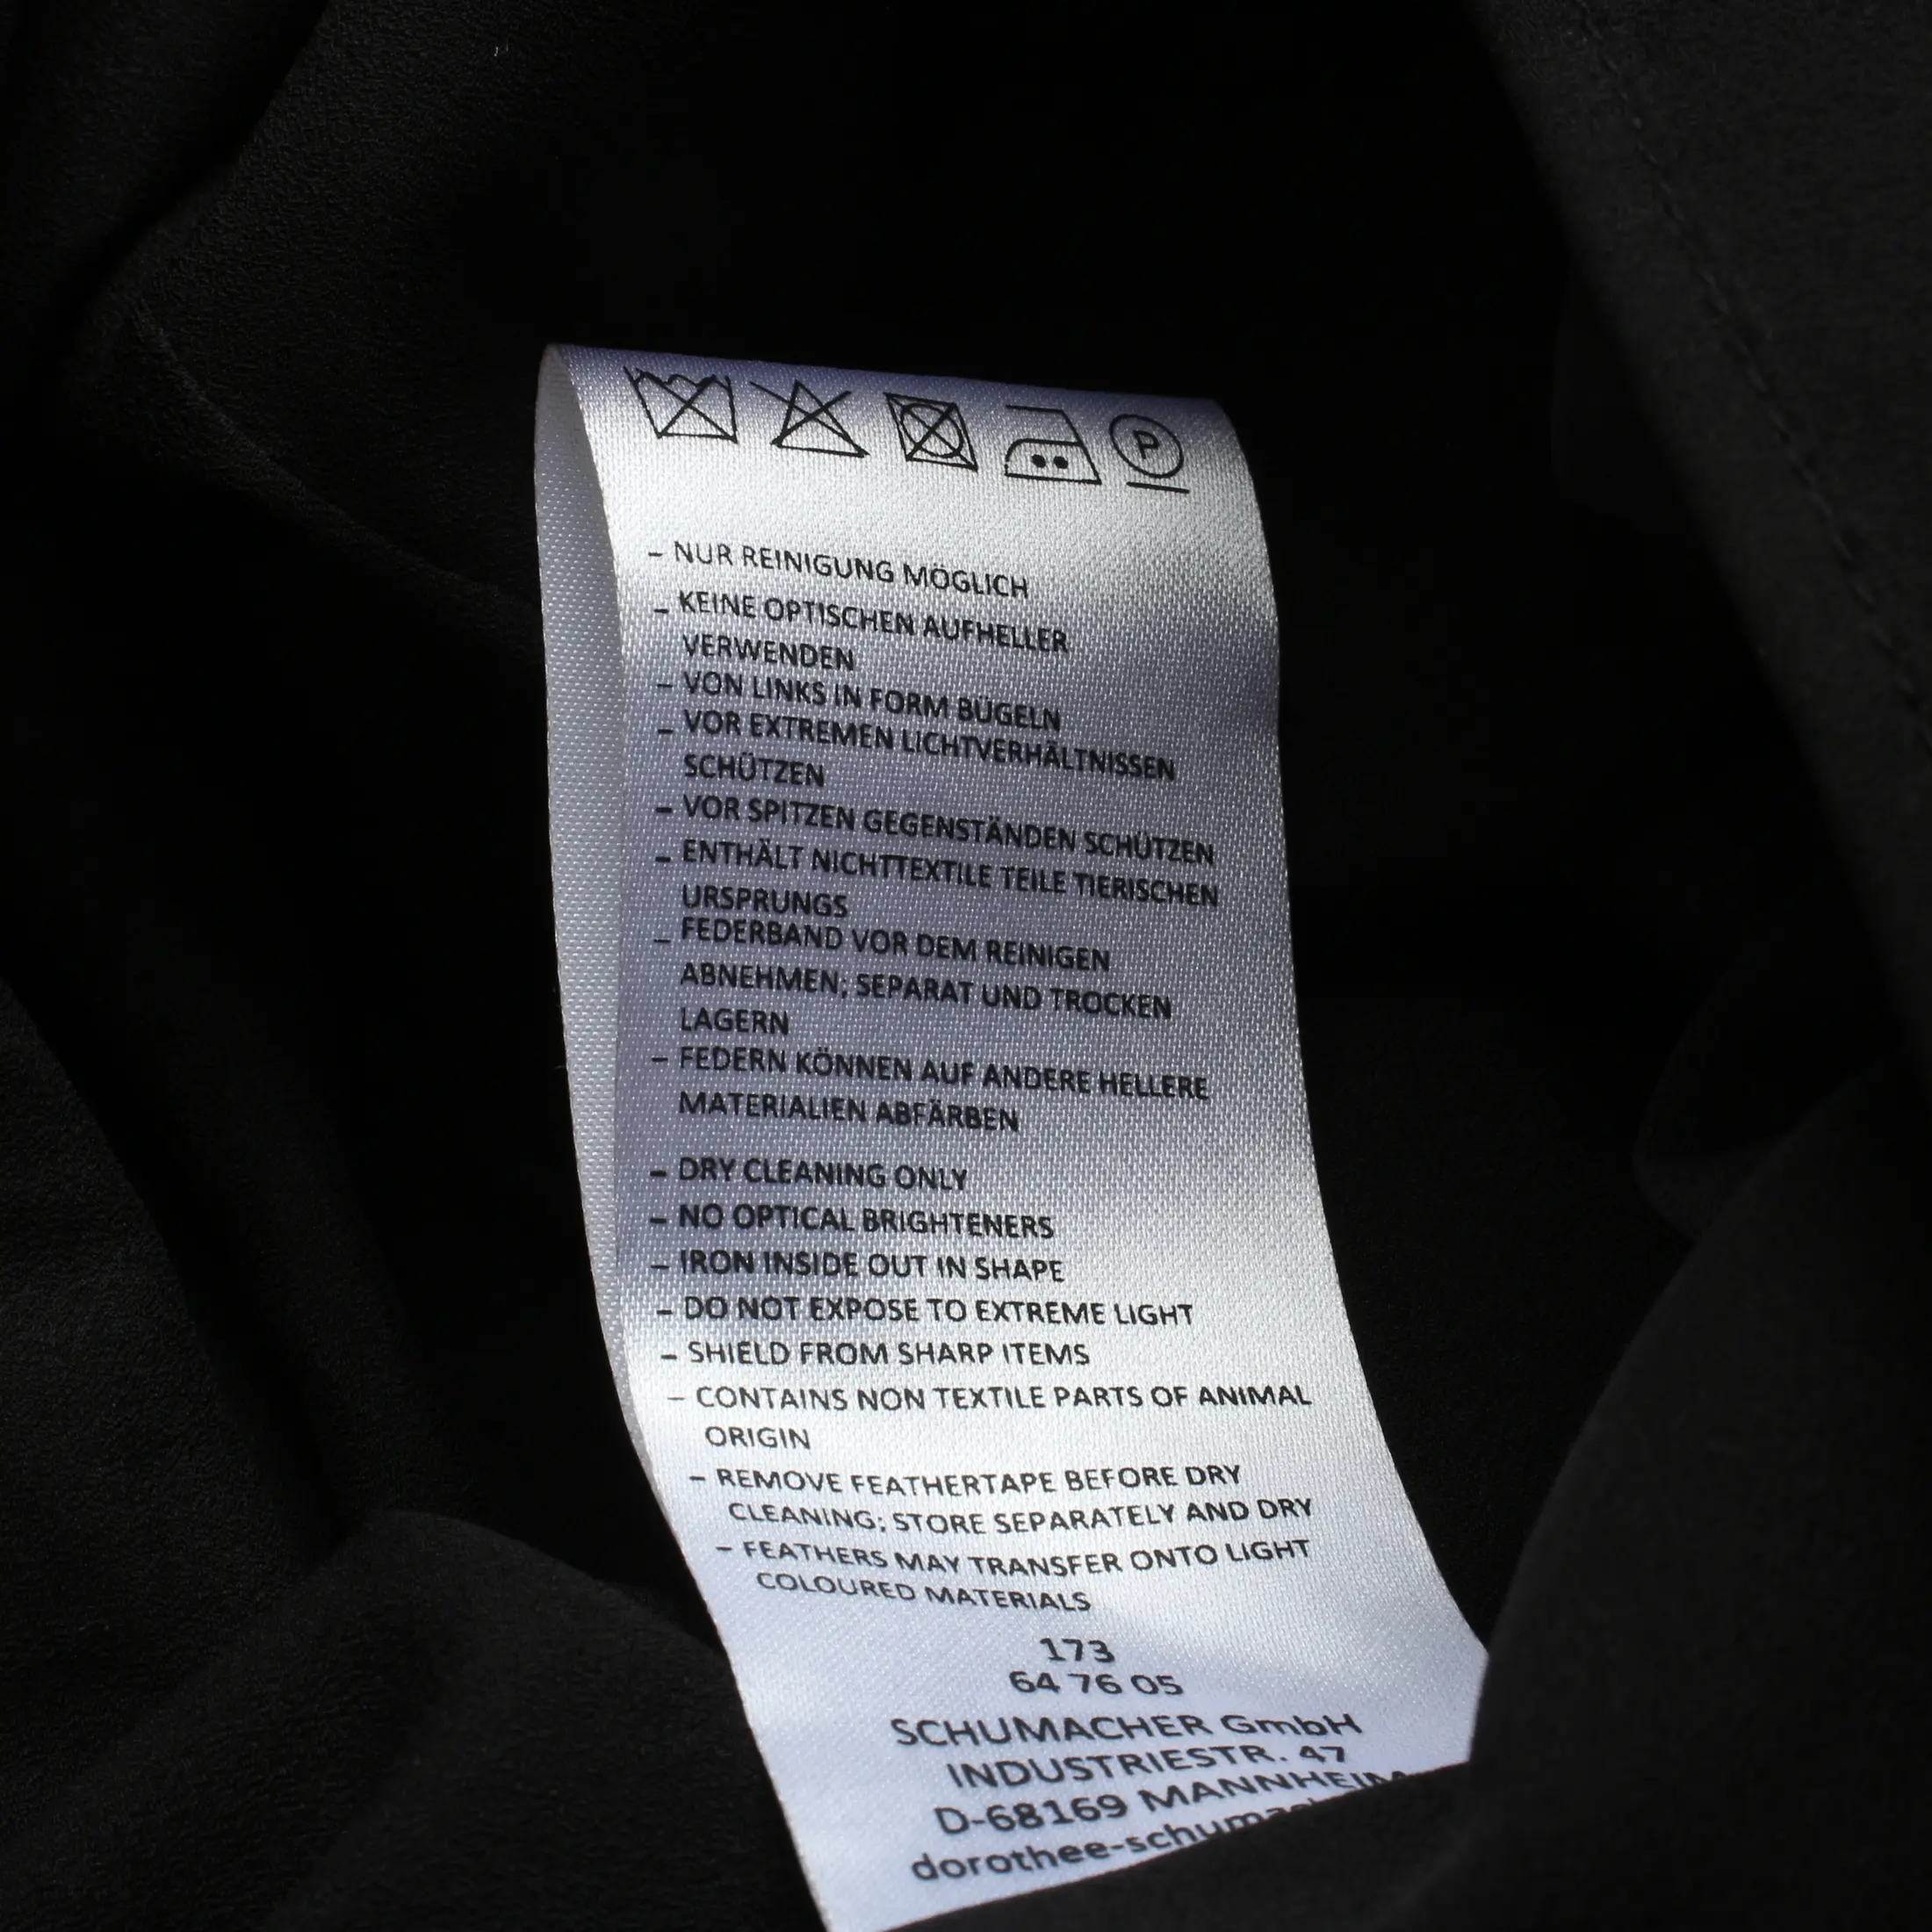 P
– NUR REINIGUNG MÖGLICH
– KEINE OPTISCHEN AUFHELLER
VERWENDEN
– VON LINKS IN FORM BÜGELN
– VOR EXTREMEN LICHTVERHÄLTNISSEN
SCHÜTZEN
– VOR SPITZEN GEGENSTÄNDEN SCHÜTZEN
– ENTHÄLT NICHTTEXTILE TEILE TIERISCHEN
URSPRUNGS
– FEDERBAND VOR DEM REINIGEN
ABNEHMEN; SEPARAT UND TROCKEN
LAGERN
– FEDERN KÖNNEN AUF ANDERE HELLERE
MATERIALIEN ABFÄRBEN
– DRY CLEANING ONLY
– NO OPTICAL BRIGHTENERS
– IRON INSIDE OUT IN SHAPE
– DO NOT EXPOSE TO EXTREME LIGHT
– SHIELD FROM SHARP ITEMS
– CONTAINS NON TEXTILE PARTS OF ANIMAL
ORIGIN
– REMOVE FEATHERTAPE BEFORE DRY
CLEANING; STORE SEPARATELY AND DRY
– FEATHERS MAY TRANSFER ONTO LIGHT
COLOURED MATERIALS
173
64 76 05
SCHUMACHER GmbH
INDUSTRIESTR. 47
D-68169 MANNHEIM
dorothee-schuma